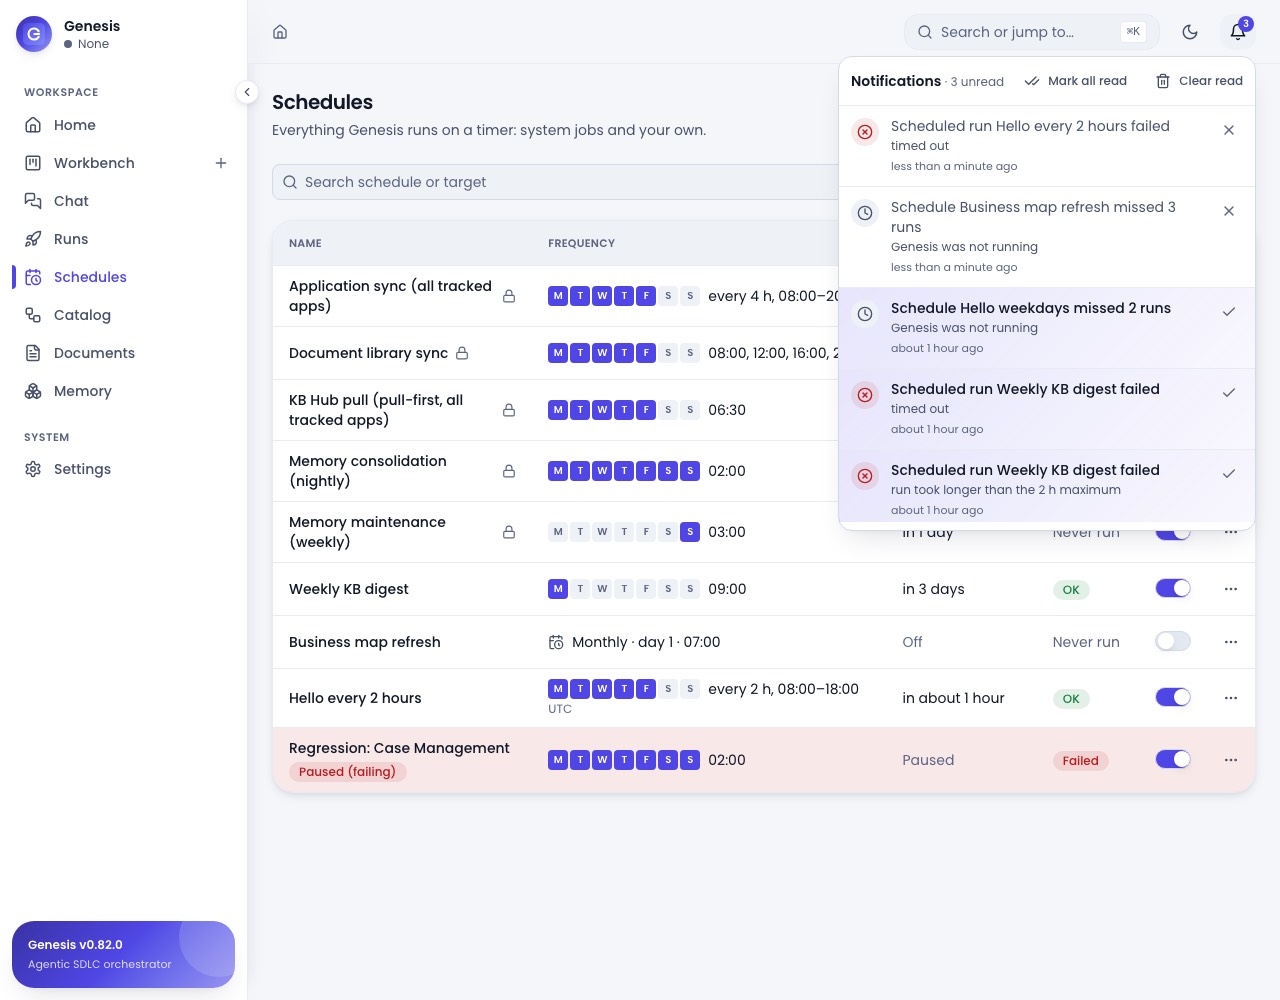 Genesis
None
WORKSPACE
Home
Workbench
Chat
Runs
Schedules
Catalog
Documents
Memory
SYSTEM
Settings
Genesis v0.82.0
Agentic SDLC orchestrator
Search or jump to...
⌘K
3
Schedules
Everything Genesis runs on a timer: system jobs and your own.
Search schedule or target
NAME FREQUENCY
Application sync (all tracked
apps)
M T W T F S S every 4 h, 08:00–20
Document library sync
M T W T F S S 08:00, 12:00, 16:00,
KB Hub pull (pull-first, all
tracked apps)
M T W T F S S 06:30
Memory consolidation
(nightly)
M T W T F S S 02:00
Memory maintenance
(weekly)
M T W T F S S 03:00 in 1 day Never run
Weekly KB digest M T W T F S S 09:00 in 3 days OK
Business map refresh Monthly · day 1 · 07:00 Off Never run
Hello every 2 hours M T W T F S S every 2 h, 08:00–18:00 in about 1 hour OK
UTC
Regression: Case Management
Paused (failing)
M T W T F S S 02:00 Paused Failed
Notifications · 3 unread Mark all read Clear read
Scheduled run Hello every 2 hours failed
timed out
less than a minute ago
Schedule Business map refresh missed 3
runs
Genesis was not running
less than a minute ago
Schedule Hello weekdays missed 2 runs
Genesis was not running
about 1 hour ago
Scheduled run Weekly KB digest failed
timed out
about 1 hour ago
Scheduled run Weekly KB digest failed
run took longer than the 2 h maximum
about 1 hour ago